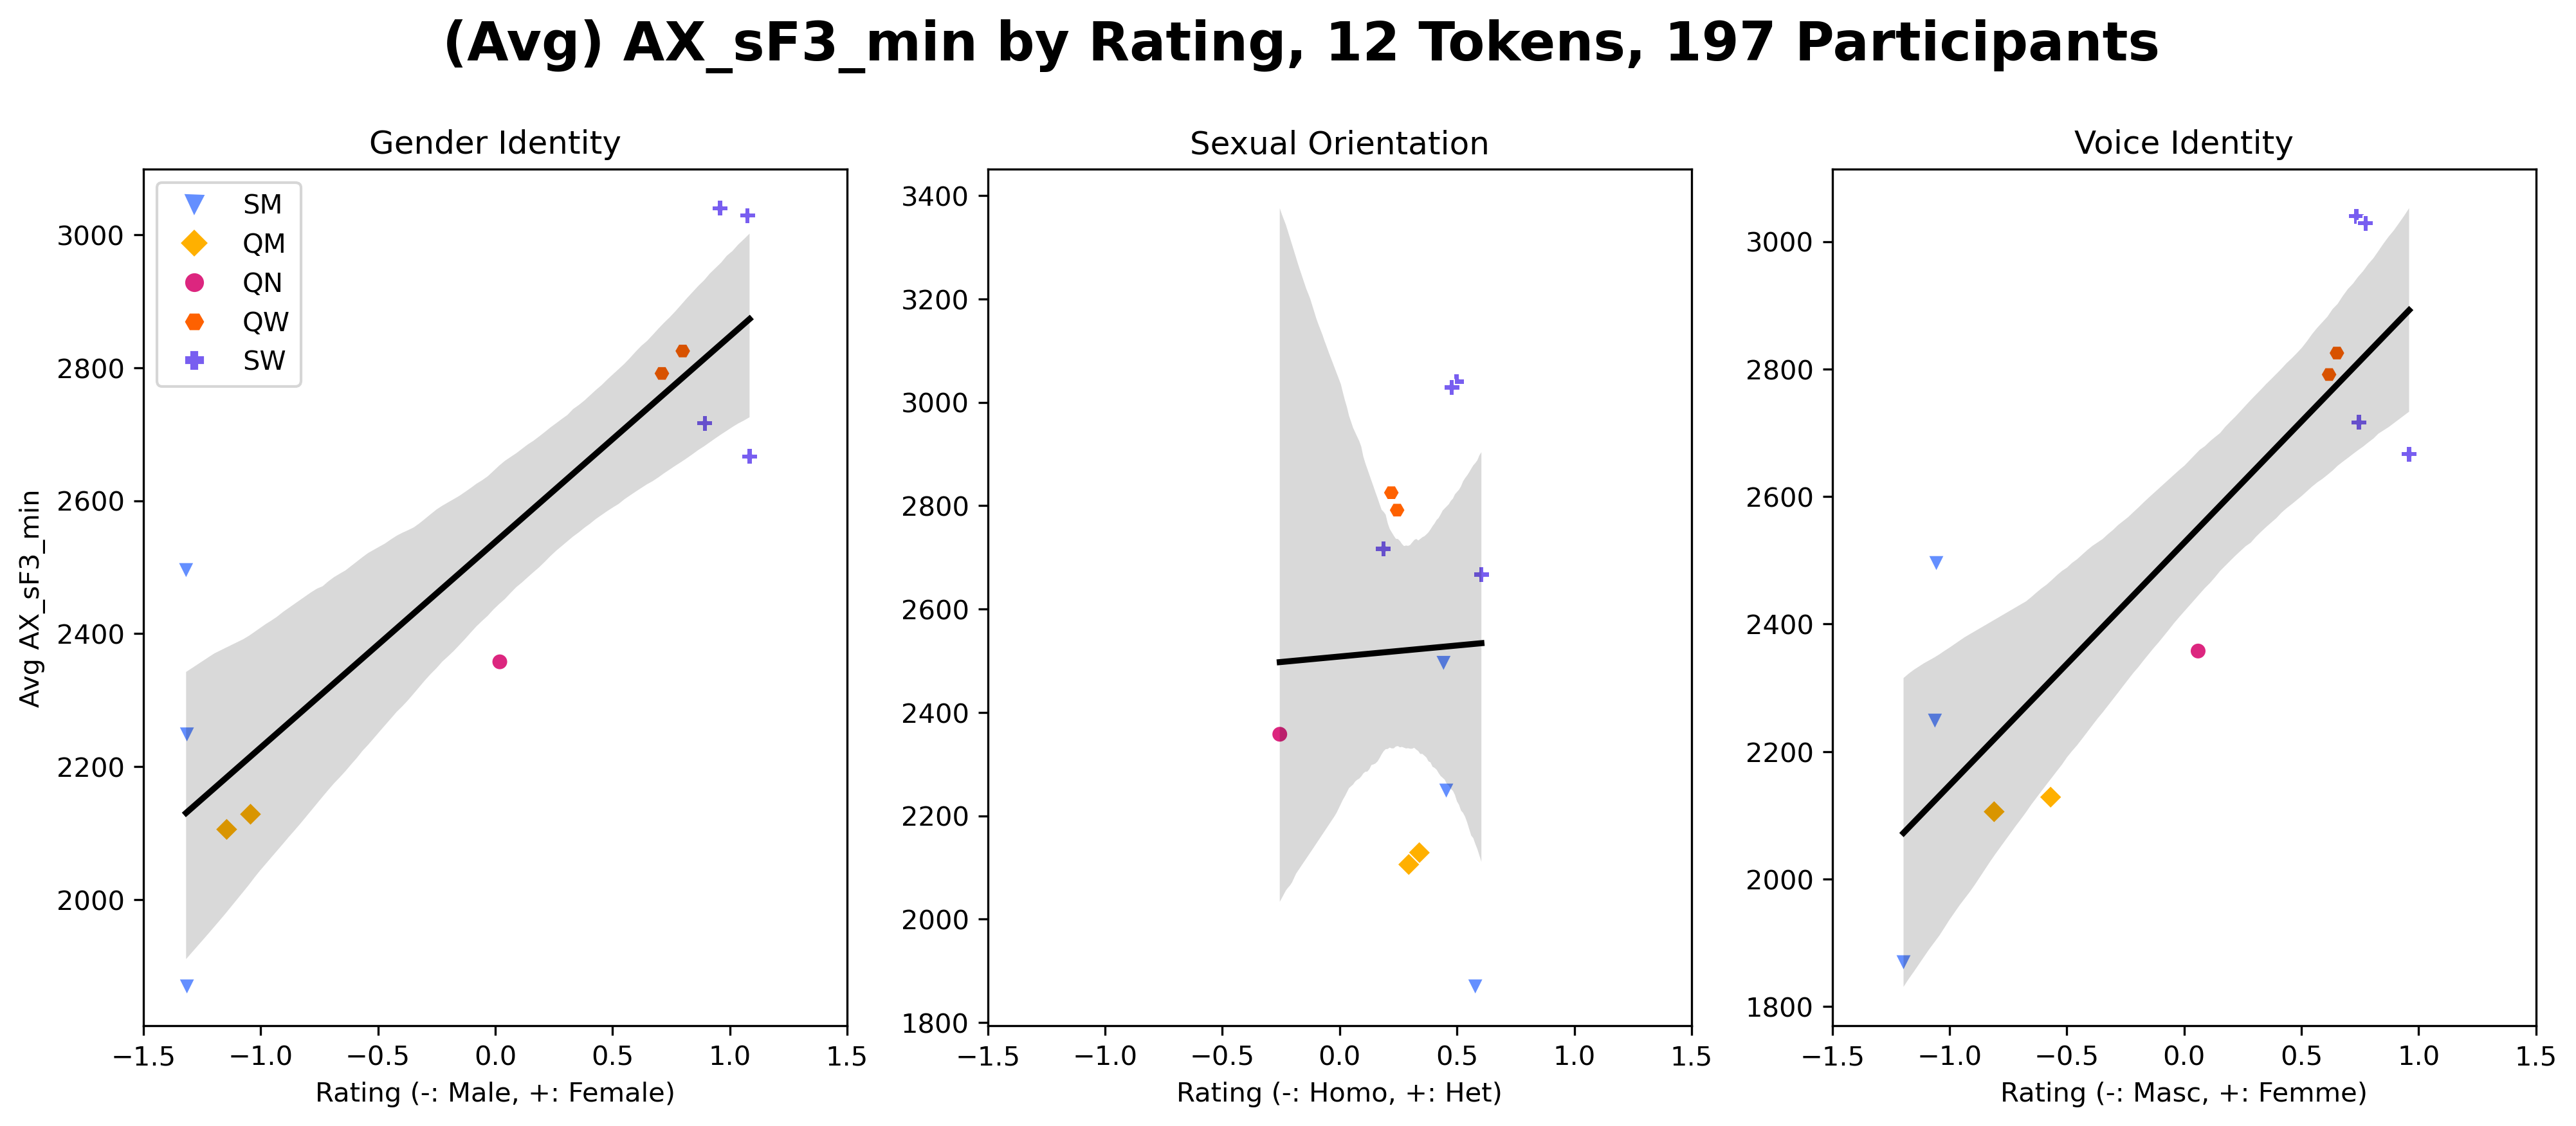 (Avg) AX_sF3_min by Rating, 12 Tokens, 197 Participants
Gender Identity
SM
QM
QN
QW
SW
Avg AX_sF3_min
3000
2800
2600
2400
2200
2000
−1.5 −1.0 −0.5 0.0 0.5 1.0 1.5
Rating (-: Male, +: Female)
Sexual Orientation
3400
3200
3000
2800
2600
2400
2200
2000
1800
−1.5 −1.0 −0.5 0.0 0.5 1.0 1.5
Rating (-: Homo, +: Het)
Voice Identity
3000
2800
2600
2400
2200
2000
1800
−1.5 −1.0 −0.5 0.0 0.5 1.0 1.5
Rating (-: Masc, +: Femme)